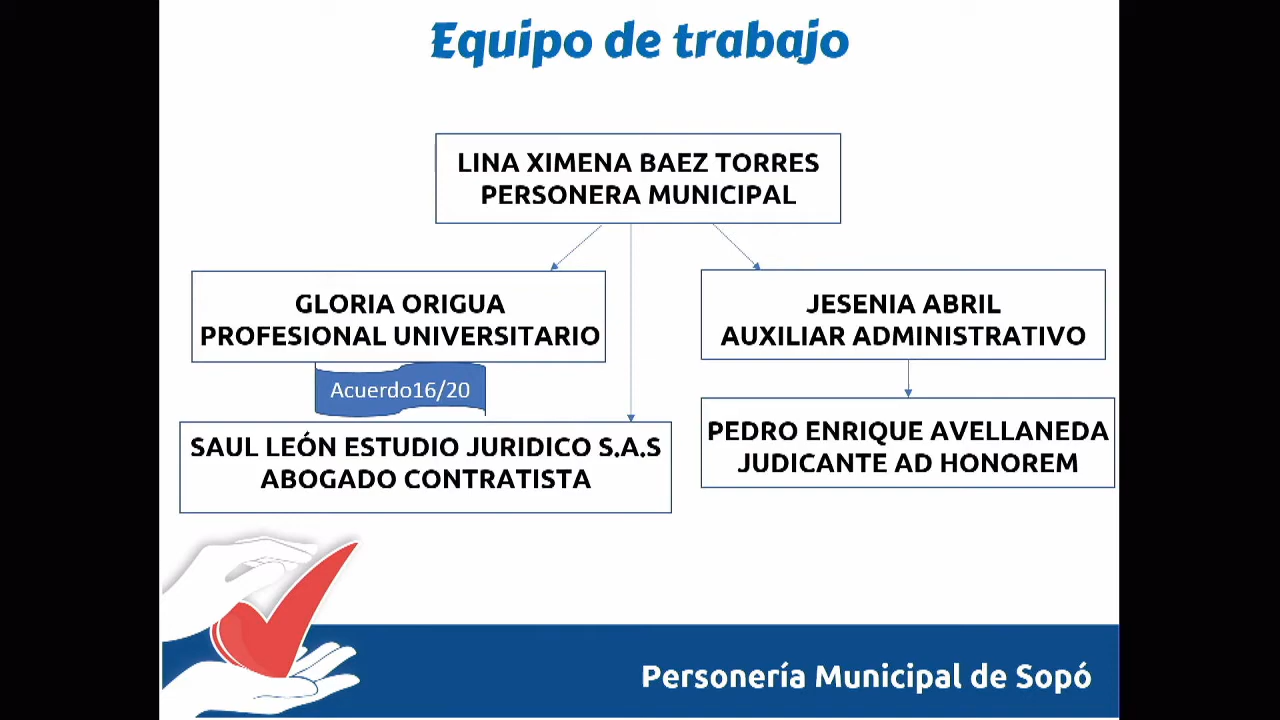 Equipo de trabajo
LINA XIMENA BAEZ TORRES
PERSONERA MUNICIPAL
GLORIA ORIGUA
PROFESIONAL UNIVERSITARIO
JESENIA ABRIL
AUXILIAR ADMINISTRATIVO
Acuerdo16/20
SAUL LEÓN ESTUDIO JURIDICO S.A.S
ABOGADO CONTRATISTA
PEDRO ENRIQUE AVELLANEDA
JUDICANTE AD HONOREM
Personería Municipal de Sopó